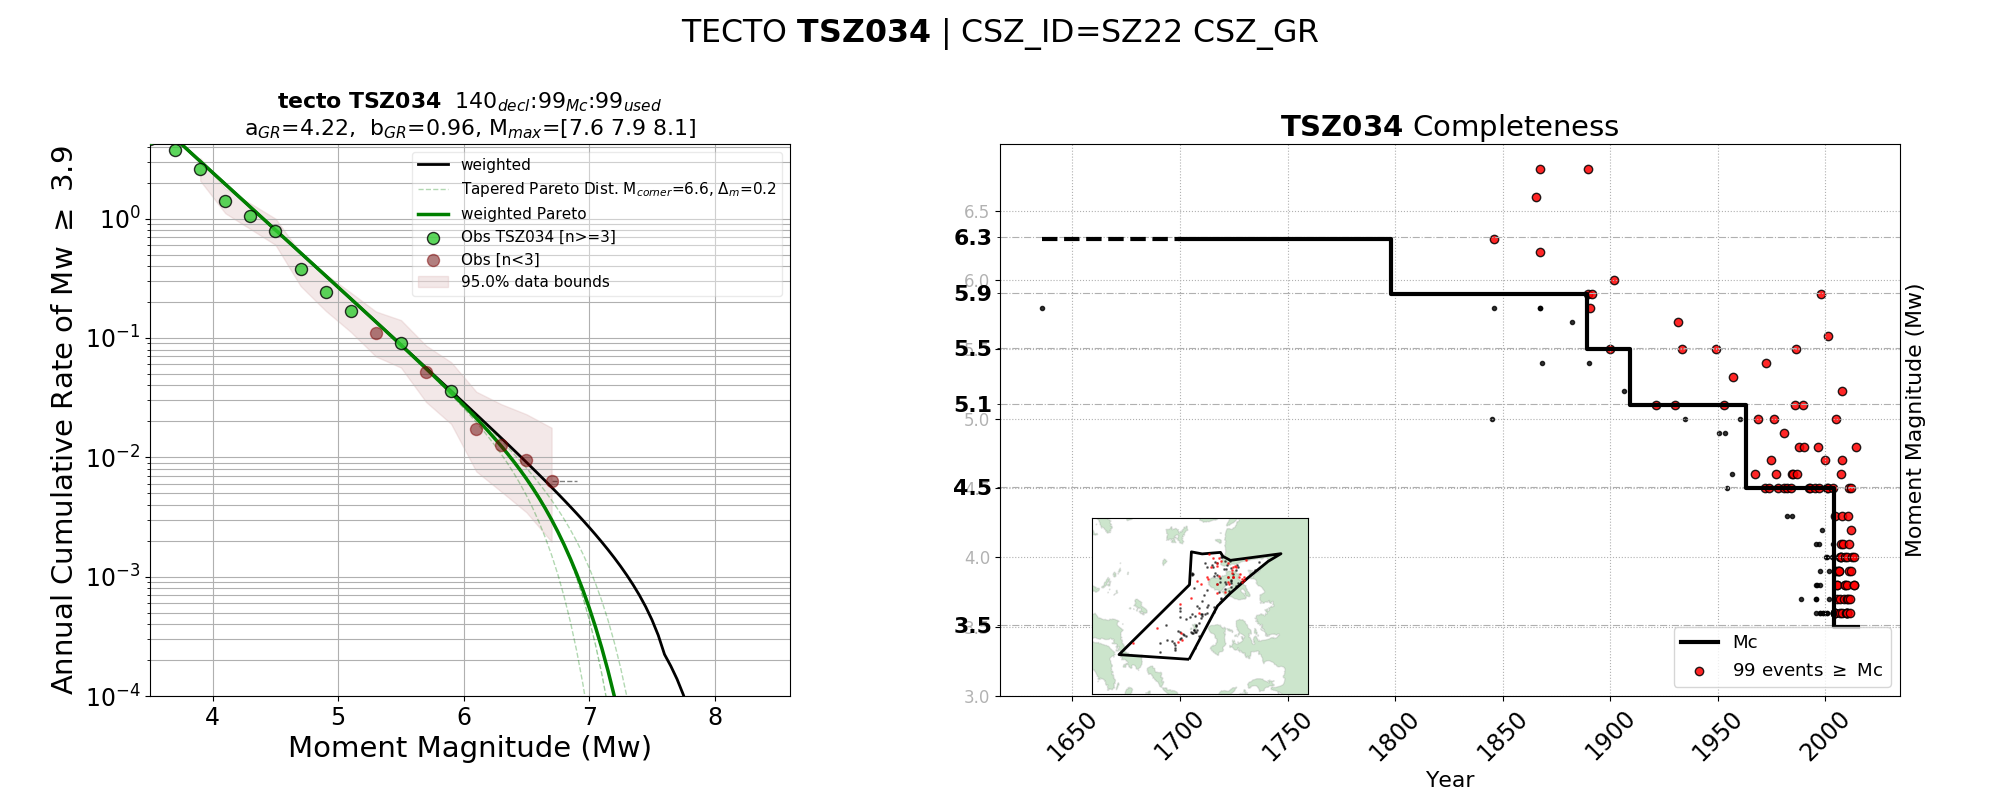 TECTO TSZ034 | CSZ_ID=SZ22 CSZ_GR
tecto TSZ034 140decl:99Mc:99used
aGR=4.22, bGR=0.96, Mmax=[7.6 7.9 8.1]
Annual Cumulative Rate of Mw ≥ 3.9
10^0
10^-1
10^-2
10^-3
10^-4
weighted
Tapered Pareto Dist. Mcorner=6.6, Δm=0.2
weighted Pareto
Obs TSZ034 [n>=3]
Obs [n<3]
95.0% data bounds
4 5 6 7 8
Moment Magnitude (Mw)
TSZ034 Completeness
6.5
6.3
6.0
5.9
5.5
5.1
5.0
4.5
4.0
3.5
3.0
Moment Magnitude (Mw)
Mc
99 events ≥ Mc
1650 1700 1750 1800 1850 1900 1950 2000
Year